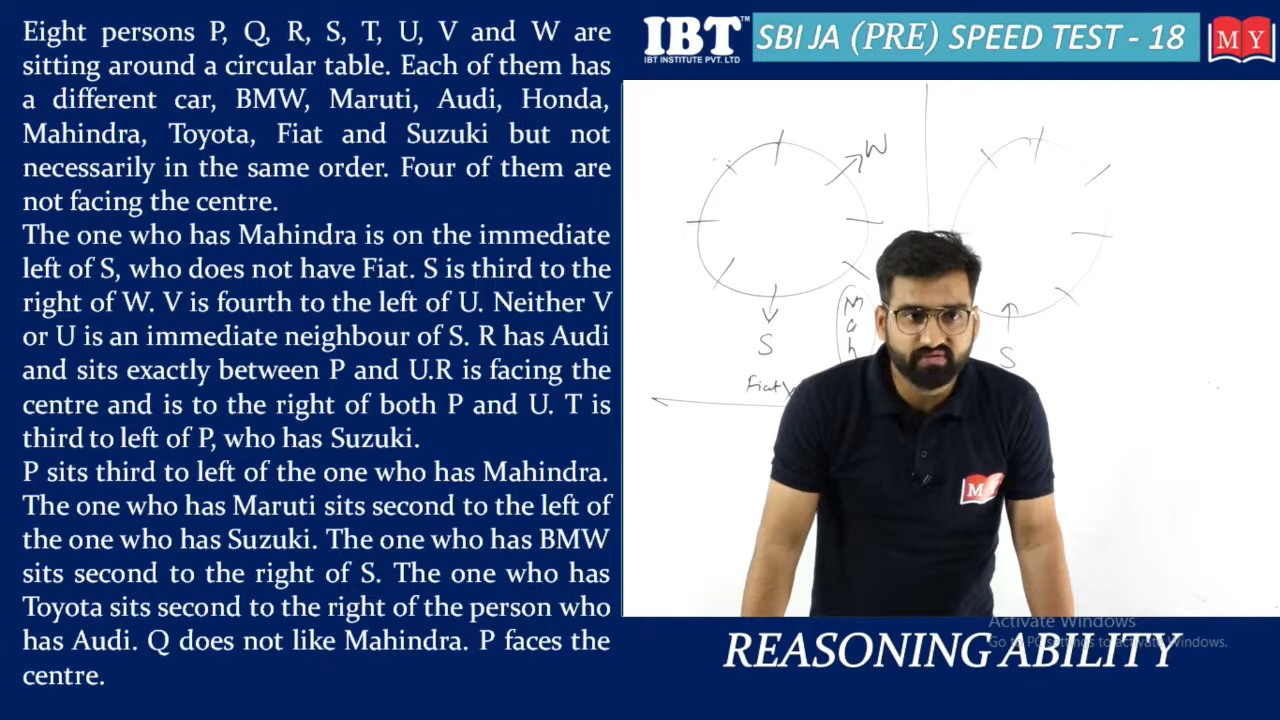 Eight persons P, Q, R, S, T, U, V and W are
sitting around a circular table. Each of them has
a different car, BMW, Maruti, Audi, Honda,
Mahindra, Toyota, Fiat and Suzuki but not
necessarily in the same order. Four of them are
not facing the centre.
The one who has Mahindra is on the immediate
left of S, who does not have Fiat. S is third to the
right of W. V is fourth to the left of U. Neither V
or U is an immediate neighbour of S. R has Audi
and sits exactly between P and U.R is facing the
centre and is to the right of both P and U. T is
third to left of P, who has Suzuki.
P sits third to left of the one who has Mahindra.
The one who has Maruti sits second to the left of
the one who has Suzuki. The one who has BMW
sits second to the right of S. The one who has
Toyota sits second to the right of the person who
has Audi. Q does not like Mahindra. P faces the
centre.
IBT™
IBT INSTITUTE PVT. LTD
SBI JA (PRE) SPEED TEST - 18
MY
W
S
Mah
Fiat
S
M
Activate Windows
Go to PC settings to activate Windows.
REASONING ABILITY